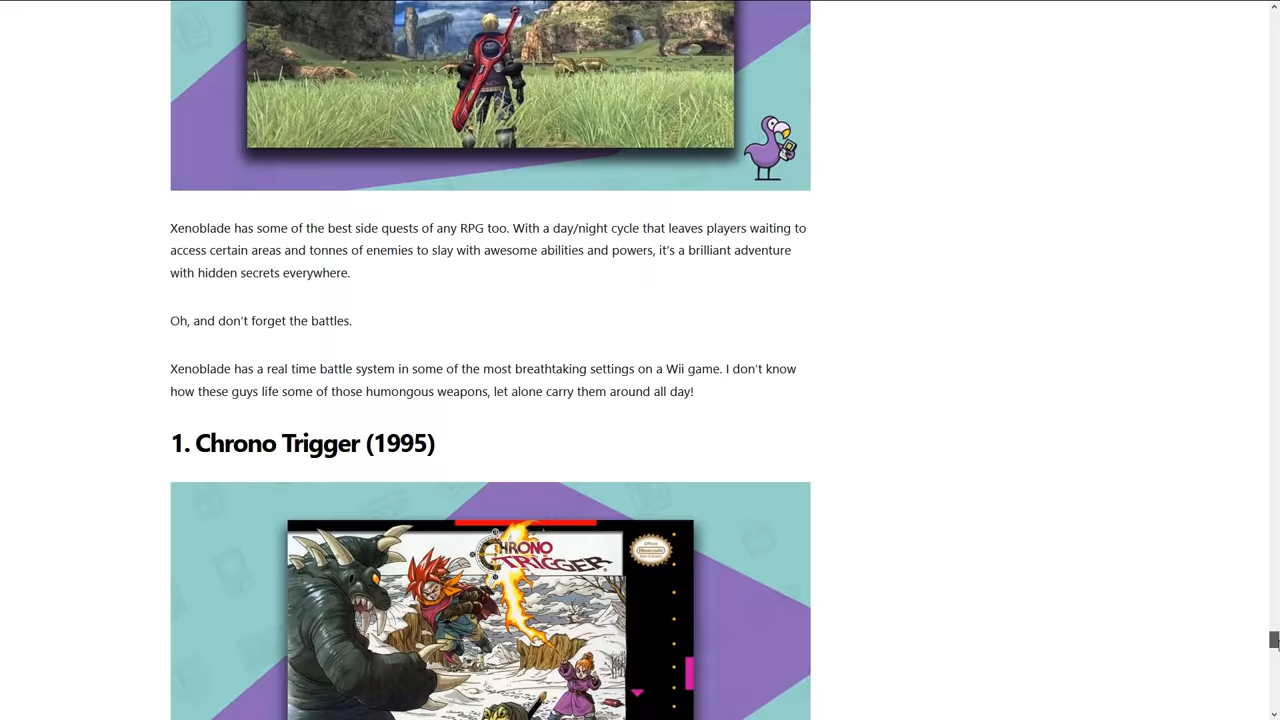 Xenoblade has some of the best side quests of any RPG too. With a day/night cycle that leaves players waiting to
access certain areas and tonnes of enemies to slay with awesome abilities and powers, it’s a brilliant adventure
with hidden secrets everywhere.
Oh, and don’t forget the battles.
Xenoblade has a real time battle system in some of the most breathtaking settings on a Wii game. I don’t know
how these guys life some of those humongous weapons, let alone carry them around all day!
1. Chrono Trigger (1995)
CHRONO
TRIGGER
Nintendo